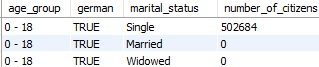 age_group german marital_status number_of_citizens
0 - 18 TRUE Single 502684
0 - 18 TRUE Married 0
0 - 18 TRUE Widowed 0